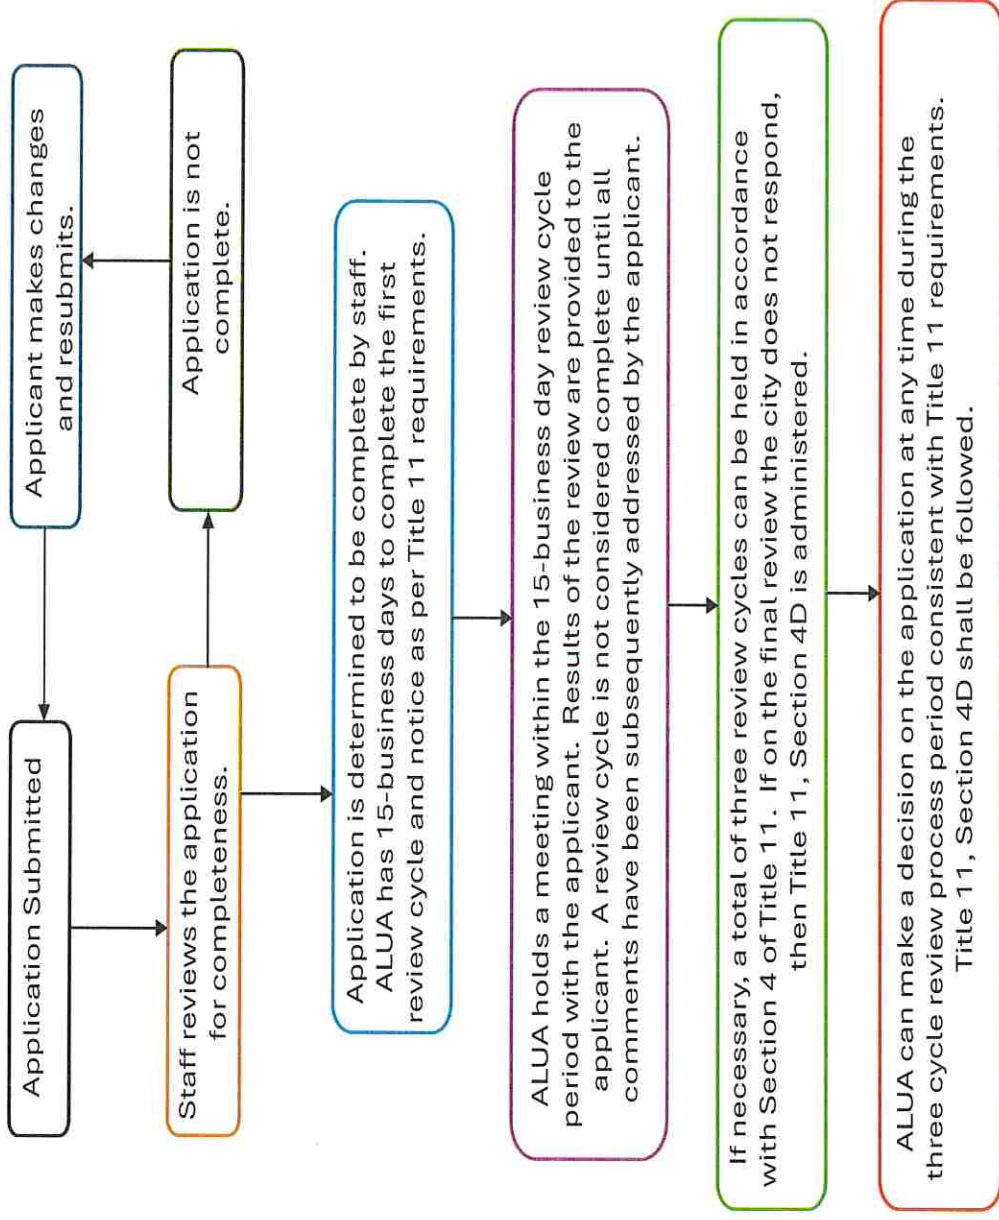 Application Submitted
Applicant makes changes
and resubmits.
Staff reviews the application
for completeness.
Application is not
complete.
Application is determined to be complete by staff.
ALUA has 15-business days to complete the first
review cycle and notice as per Title 11 requirements.
ALUA holds a meeting within the 15-business day review cycle
period with the applicant. Results of the review are provided to the
applicant. A review cycle is not considered complete until all
comments have been subsequently addressed by the applicant.
If necessary, a total of three review cycles can be held in accordance
with Section 4 of Title 11. If on the final review the city does not respond,
then Title 11, Section 4D is administered.
ALUA can make a decision on the application at any time during the
three cycle review process period consistent with Title 11 requirements.
Title 11, Section 4D shall be followed.